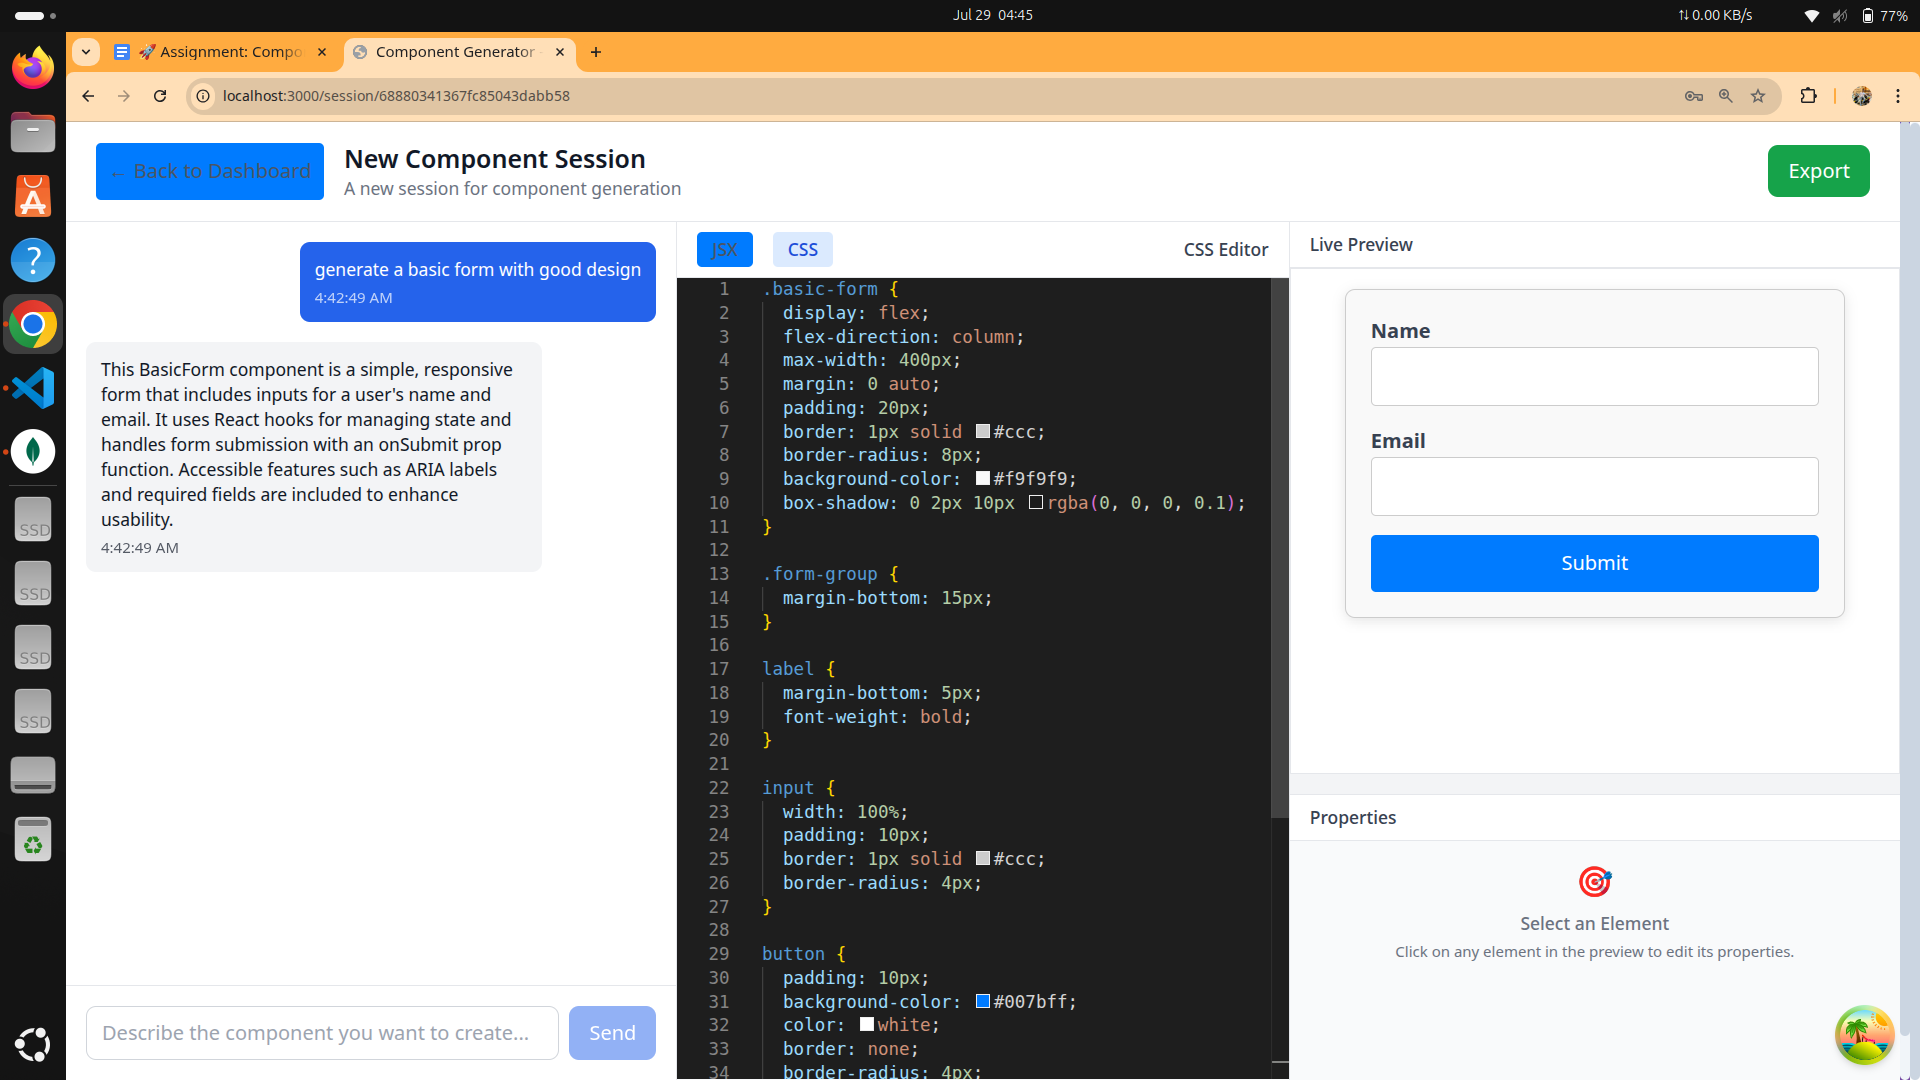 Jul 29 04:45
0.00 KB/s
77%
Assignment: Compo
Component Generator
localhost:3000/session/68880341367fc85043dabb58
← Back to Dashboard
New Component Session
A new session for component generation
Export
generate a basic form with good design
4:42:49 AM
This BasicForm component is a simple, responsive
form that includes inputs for a user's name and
email. It uses React hooks for managing state and
handles form submission with an onSubmit prop
function. Accessible features such as ARIA labels
and required fields are included to enhance
usability.
4:42:49 AM
Describe the component you want to create...
Send
JSX
CSS
CSS Editor
1 .basic-form {
2 display: flex;
3 flex-direction: column;
4 max-width: 400px;
5 margin: 0 auto;
6 padding: 20px;
7 border: 1px solid #ccc;
8 border-radius: 8px;
9 background-color: #f9f9f9;
10 box-shadow: 0 2px 10px rgba(0, 0, 0, 0.1);
11 }
12
13 .form-group {
14 margin-bottom: 15px;
15 }
16
17 label {
18 margin-bottom: 5px;
19 font-weight: bold;
20 }
21
22 input {
23 width: 100%;
24 padding: 10px;
25 border: 1px solid #ccc;
26 border-radius: 4px;
27 }
28
29 button {
30 padding: 10px;
31 background-color: #007bff;
32 color: white;
33 border: none;
34 border-radius: 4px;
Live Preview
Name
Email
Submit
Properties
Select an Element
Click on any element in the preview to edit its properties.
SSD
SSD
SSD
SSD